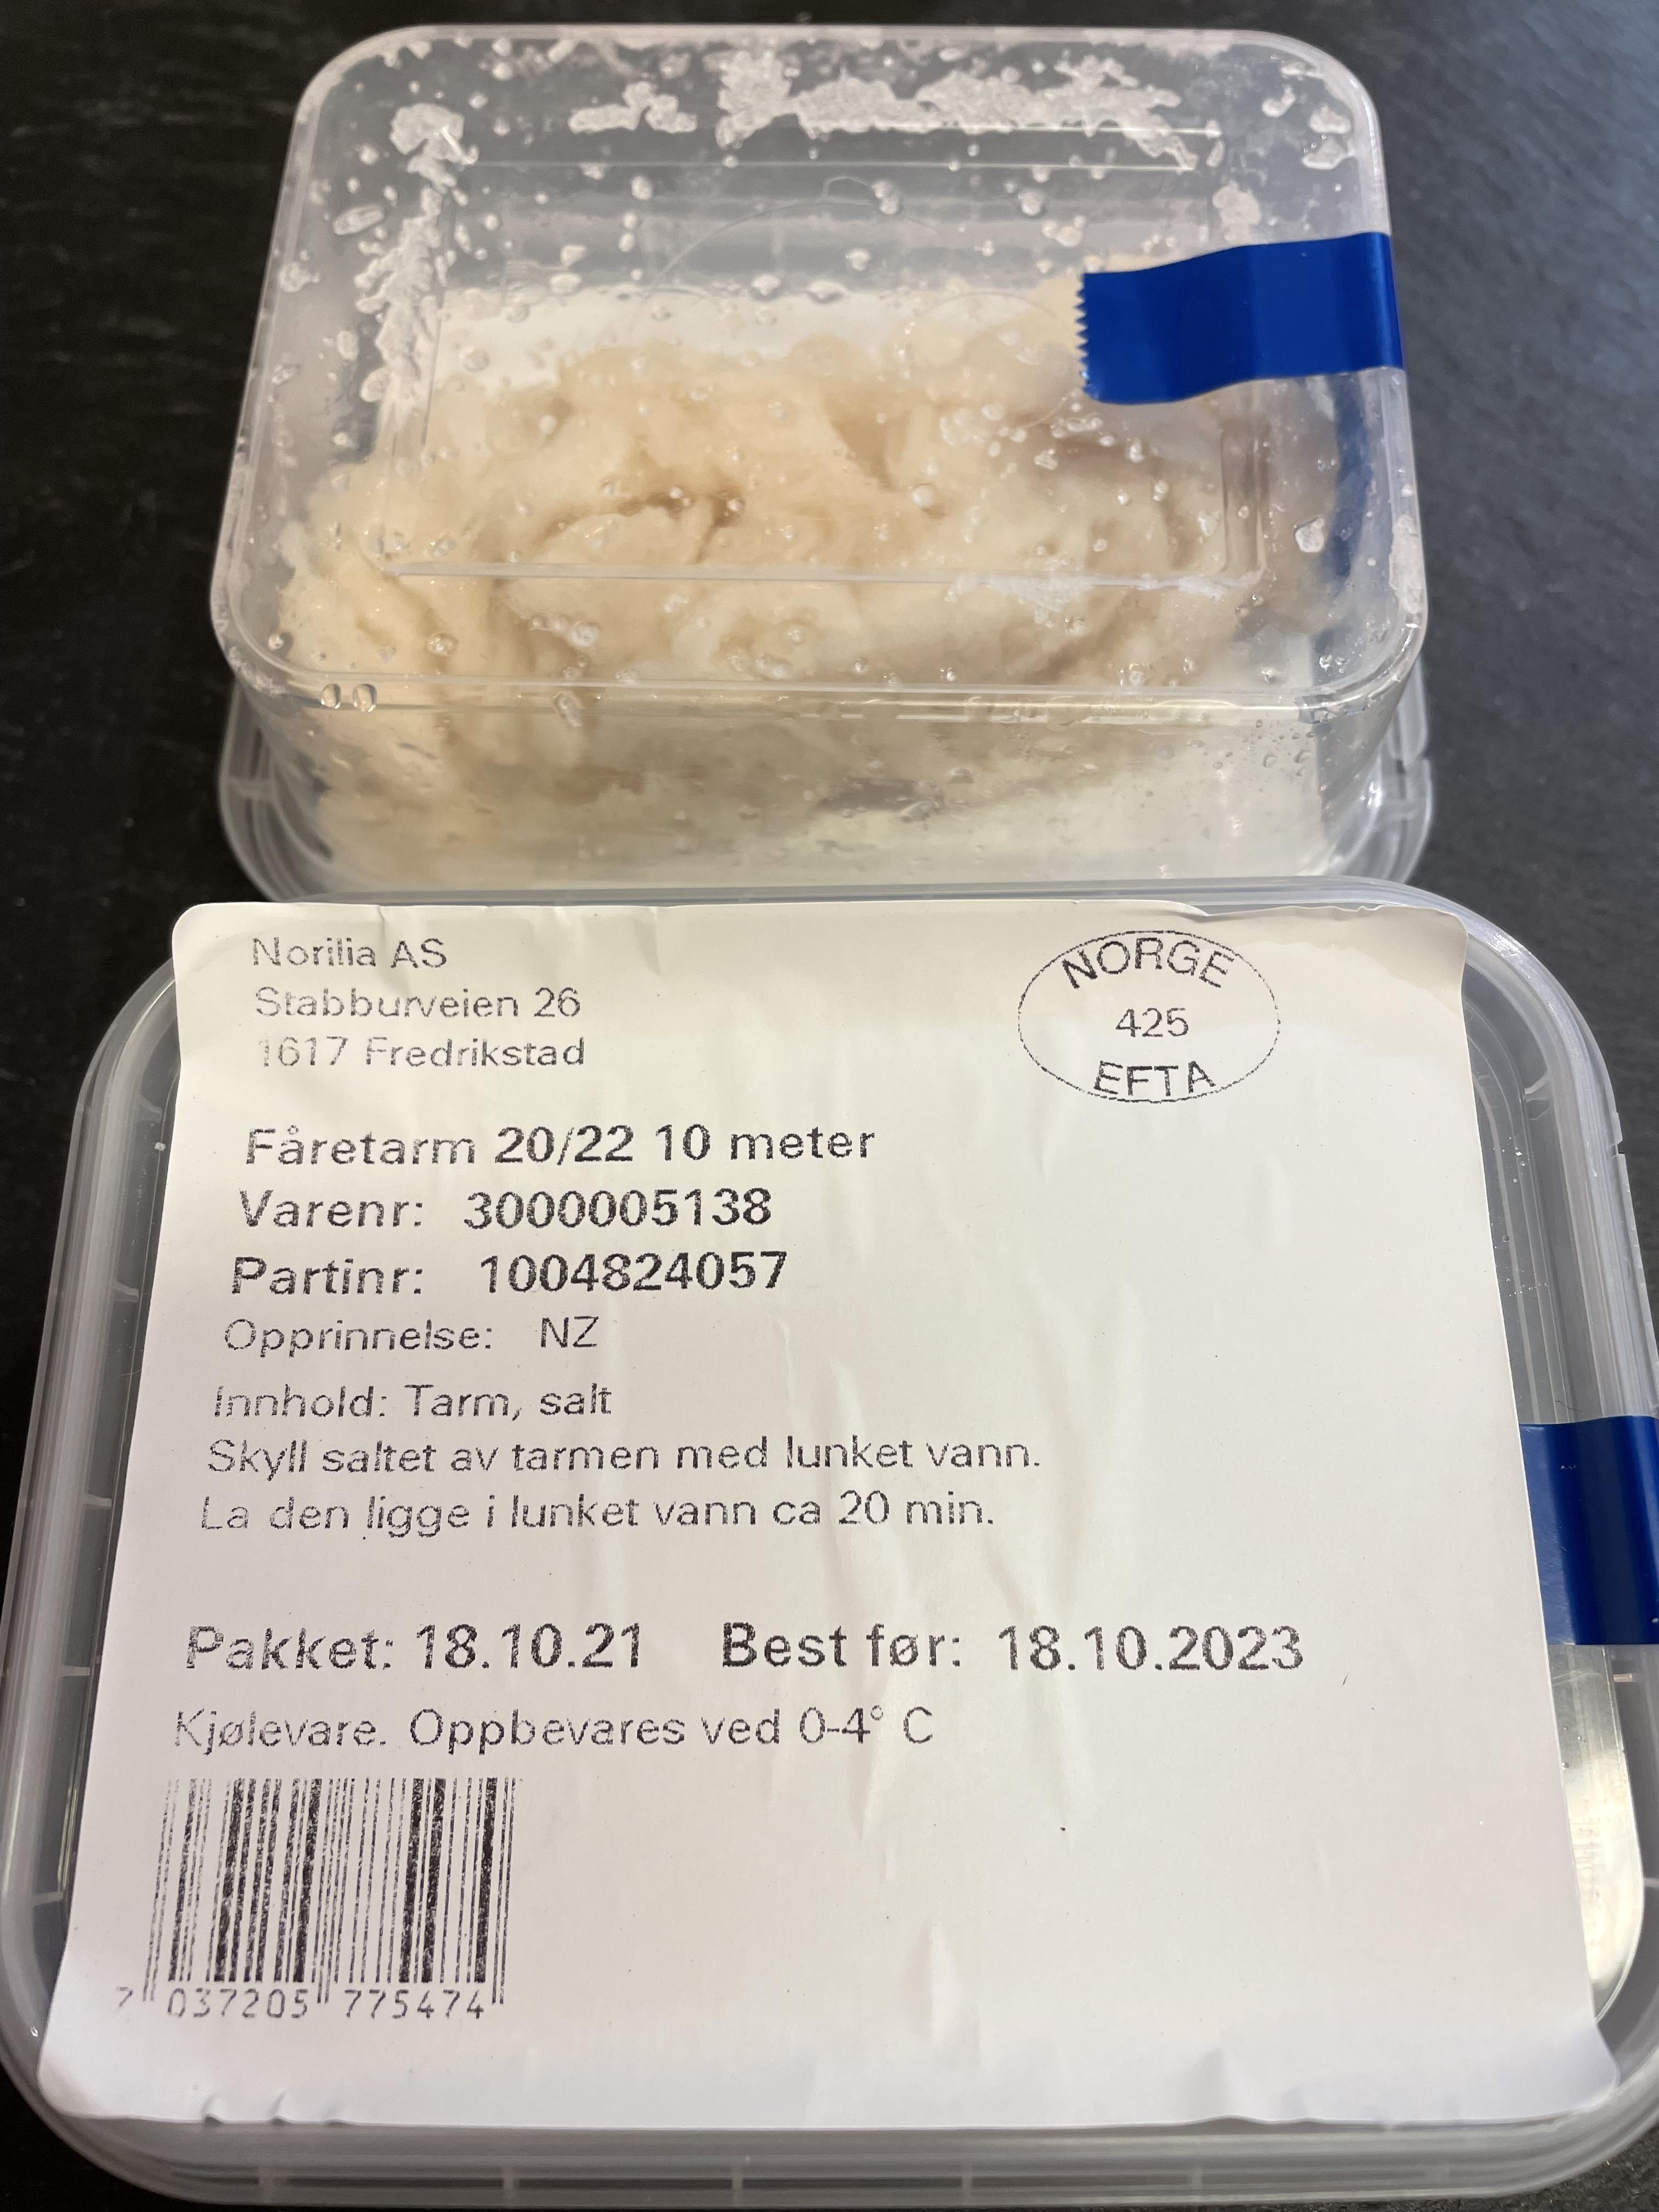 Norilia AS
Stabburveien 26
1617 Fredrikstad
NORGE
425
EFTA
Fåretarm 20/22 10 meter
Varenr: 3000005138
Partinr: 1004824057
Opprinnelse: NZ
Innhold: Tarm, salt
Skyll saltet av tarmen med lunket vann.
La den ligge i lunket vann ca 20 min.
Pakket: 18.10.21 Best før: 18.10.2023
Kjølevare. Oppbevares ved 0-4° C
7 037205 775474